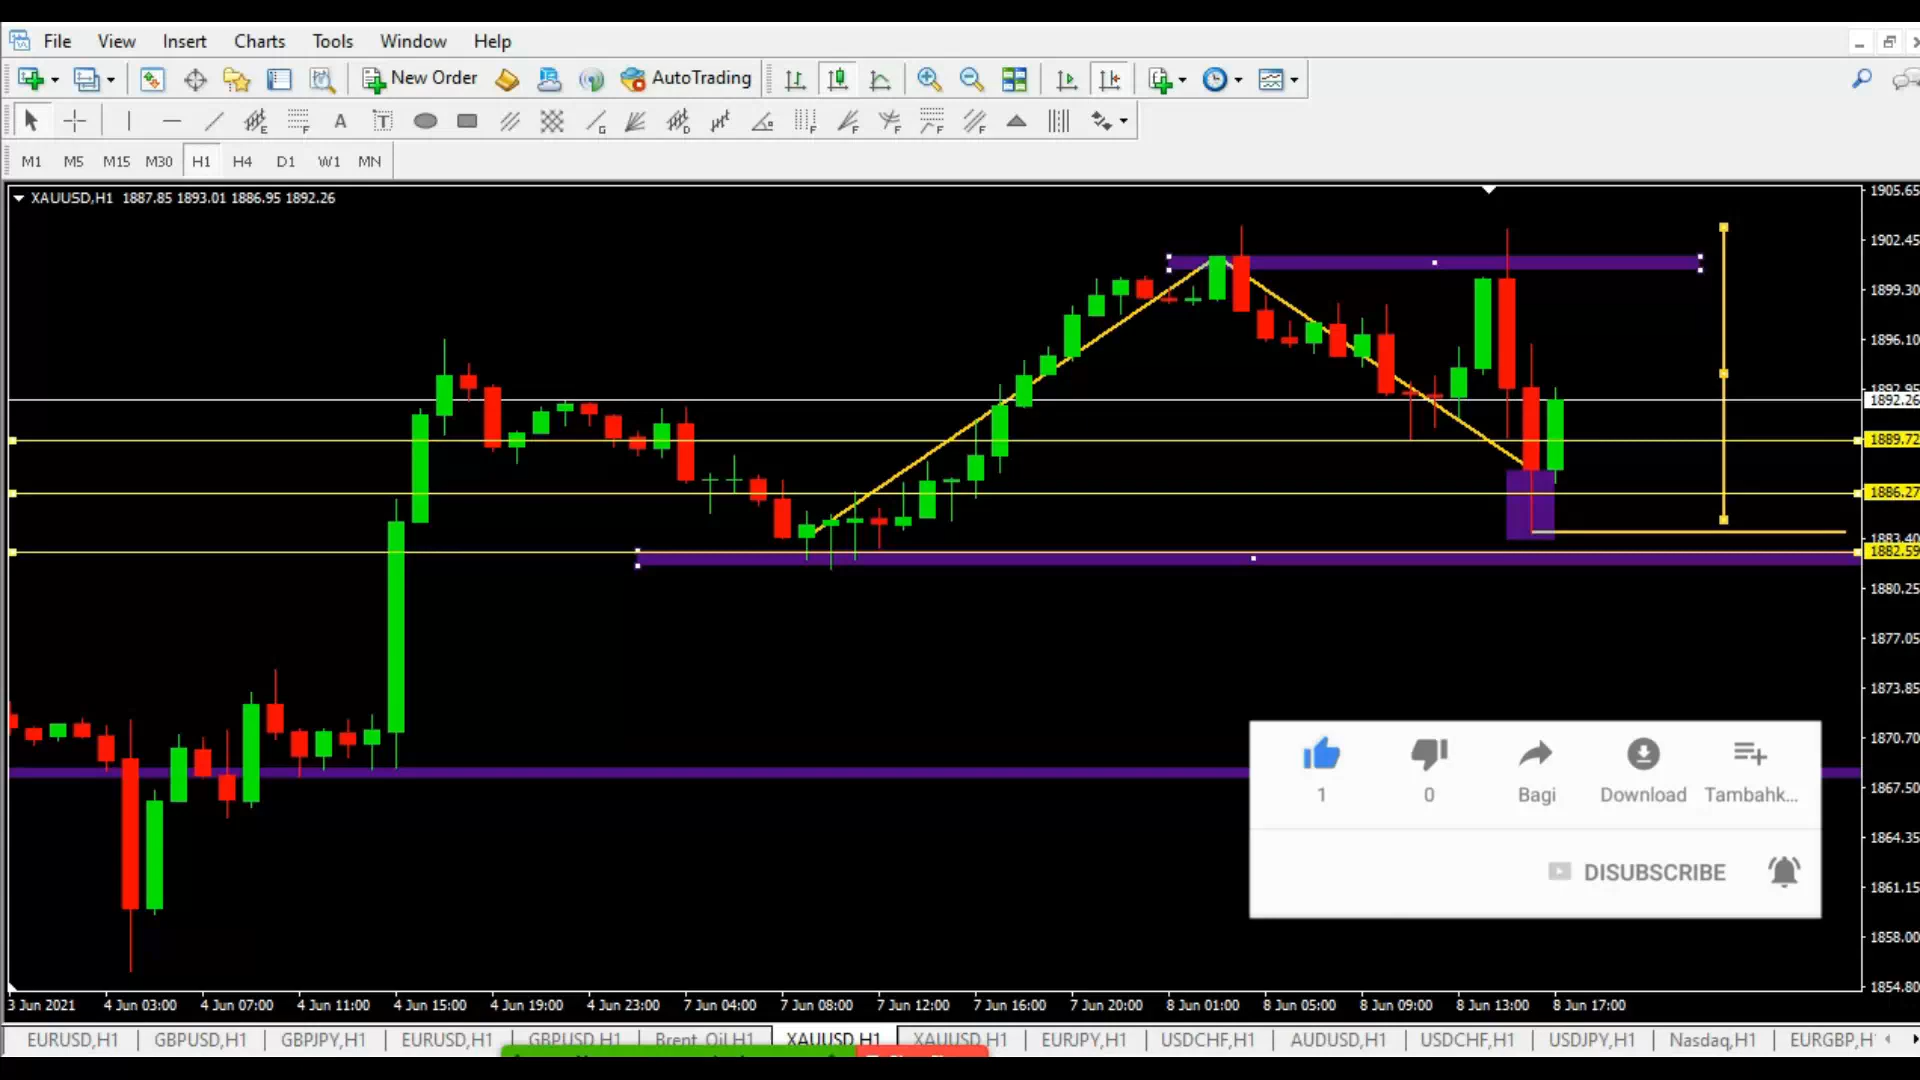 File View Insert Charts Tools Window Help
New Order AutoTrading
E F A T G D F F F F F
M1 M5 M15 M30 H1 H4 D1 W1 MN
XAUUSD,H1 1887.85 1893.01 1886.95 1892.26
1905.65
1902.45
1899.30
1896.10
1892.95
1892.26
1889.72
1886.27
1883.40
1882.59
1880.25
1877.05
1873.85
1870.70
1867.50
1864.35
1861.15
1858.00
1854.80
1 0 Bagi Download Tambahk...
DISUBSCRIBE
3 Jun 2021 4 Jun 03:00 4 Jun 07:00 4 Jun 11:00 4 Jun 15:00 4 Jun 19:00 4 Jun 23:00 7 Jun 04:00 7 Jun 08:00 7 Jun 12:00 7 Jun 16:00 7 Jun 20:00 8 Jun 01:00 8 Jun 05:00 8 Jun 09:00 8 Jun 13:00 8 Jun 17:00
EURUSD,H1 GBPUSD,H1 GBPJPY,H1 EURUSD,H1 GBPUSD,H1 Brent_Oil,H1 XAUUSD,H1 XAUUSD,H1 EURJPY,H1 USDCHF,H1 AUDUSD,H1 USDCHF,H1 USDJPY,H1 Nasdaq,H1 EURGBP,H